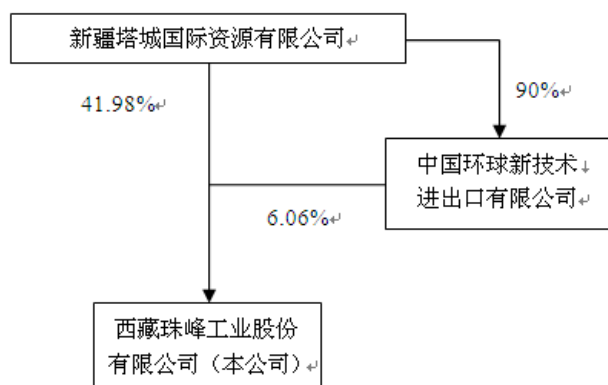 新疆塔城国际资源有限公司
41.98%
90%
中国环球新技术
进出口有限公司
6.06%
西藏珠峰工业股份
有限公司（本公司）